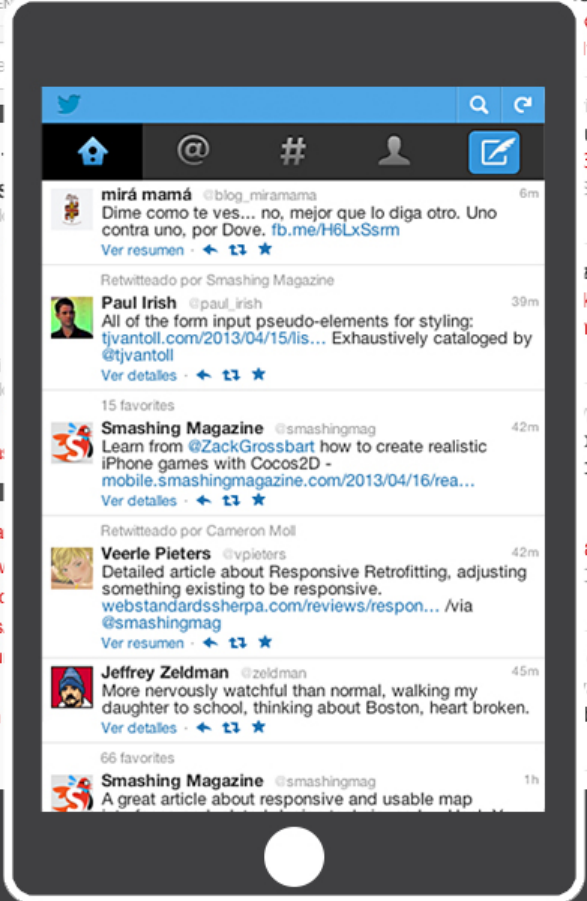 mirá mamá @blog_miramama 6m
Dime como te ves... no, mejor que lo diga otro. Uno
contra uno, por Dove. fb.me/H6LxSsrm
Ver resumen ·
Retwitteado por Smashing Magazine
Paul Irish @paul_irish 39m
All of the form input pseudo-elements for styling:
tjvantoll.com/2013/04/15/lis... Exhaustively cataloged by
@tjvantoll
Ver detalles ·
15 favorites
Smashing Magazine @smashingmag 42m
Learn from @ZackGrossbart how to create realistic
iPhone games with Cocos2D -
mobile.smashingmagazine.com/2013/04/16/rea...
Ver detalles ·
Retwitteado por Cameron Moll
Veerle Pieters @vpieters 42m
Detailed article about Responsive Retrofitting, adjusting
something existing to be responsive.
webstandardssherpa.com/reviews/respon... /via
@smashingmag
Ver resumen ·
Jeffrey Zeldman @zeldman 45m
More nervously watchful than normal, walking my
daughter to school, thinking about Boston, heart broken.
Ver detalles ·
66 favorites
Smashing Magazine @smashingmag 1h
A great article about responsive and usable map